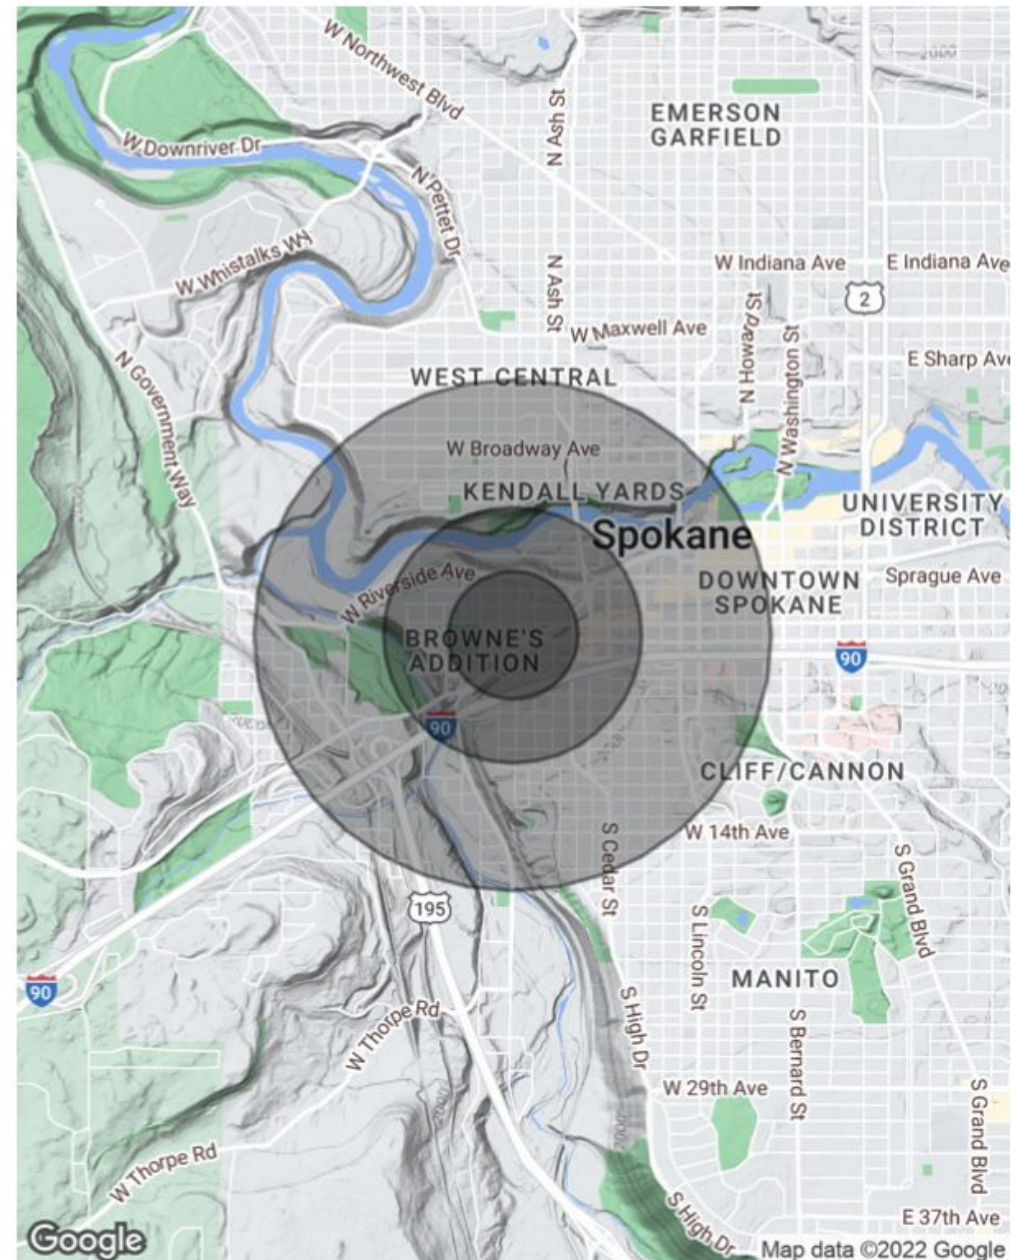 W Northwest Blvd
2000
EMERSON
GARFIELD
N Ash St
W Downriver Dr
N Pettet Dr
W Whistalks Wy
W Indiana Ave
E Indiana Ave
N Ash St
2
W Maxwell Ave
N Howard St
N Washington St
E Sharp Ave
N Government Way
WEST CENTRAL
W Broadway Ave
KENDALL YARDS
UNIVERSITY
DISTRICT
Spokane
W Riverside Ave
DOWNTOWN
SPOKANE
Sprague Ave
BROWNE'S
ADDITION
90
90
CLIFF/CANNON
W 14th Ave
S Cedar St
S Grand Blvd
195
S Lincoln St
MANITO
90
W Thorpe Rd
S High Dr
S Bernard St
W 29th Ave
S Grand Blvd
W Thorpe Rd
S High Dr
E 37th Ave
Google
Map data ©2022 Google